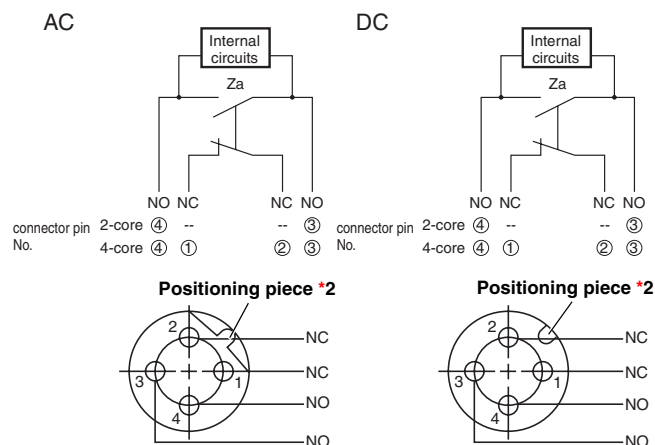 AC
Internal
circuits
Za
NO NC NC NO
connector pin
No.
2-core ④ -- -- ③
4-core ④ ① ② ③
Positioning piece *2
2
1
3
4
NC
NC
NO
NO
DC
Internal
circuits
Za
NO NC NC NO
connector pin
No.
2-core ④ -- -- ③
4-core ④ ① ② ③
Positioning piece *2
2
1
3
4
NC
NC
NO
NO